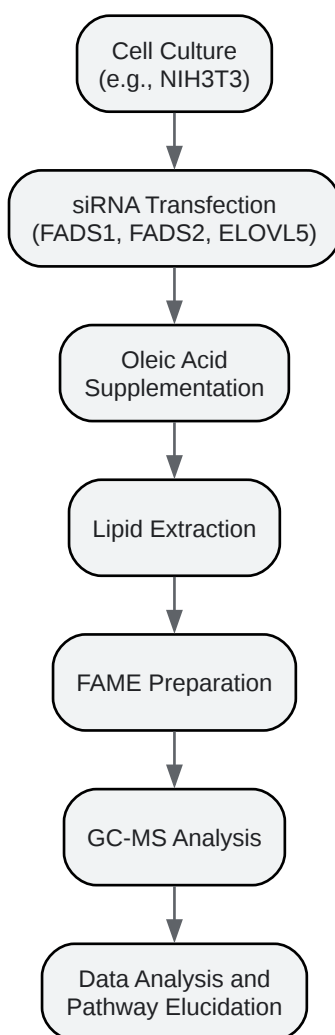 Cell Culture
(e.g., NIH3T3)
siRNA Transfection
(FADS1, FADS2, ELOVL5)
Oleic Acid
Supplementation
Lipid Extraction
FAME Preparation
GC-MS Analysis
Data Analysis and
Pathway Elucidation